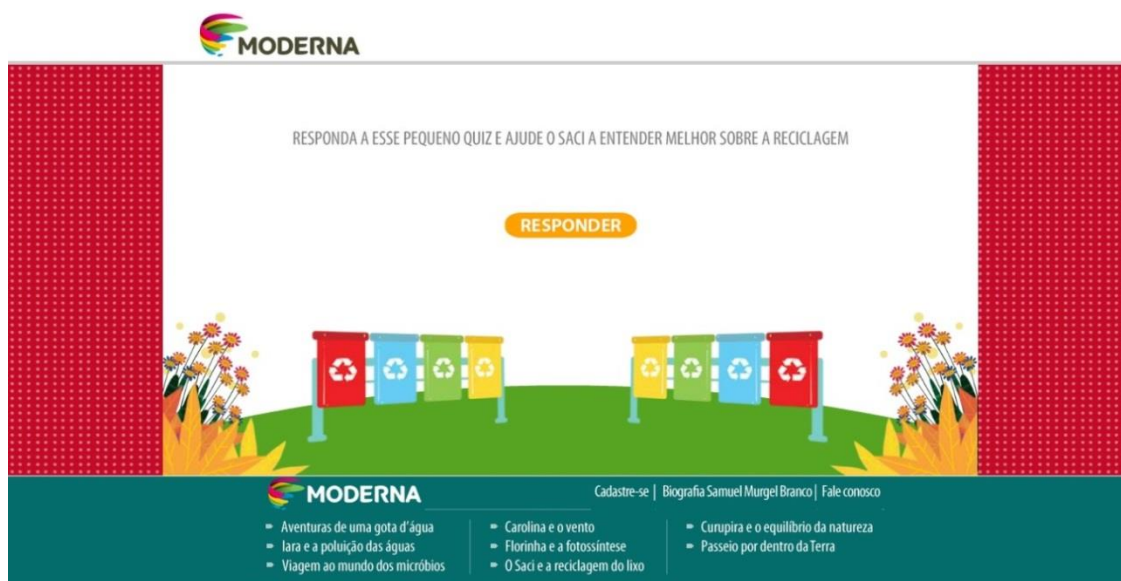 MODERNA
RESPONDA A ESSE PEQUENO QUIZ E AJUDE O SACI A ENTENDER MELHOR SOBRE A RECICLAGEM
RESPONDER
MODERNA
Cadastre-se | Biografia Samuel Murgel Branco | Fale conosco
Aventuras de uma gota d'água
Iara e a poluição das águas
Viagem ao mundo dos micróbios
Carolina e o vento
Florinha e a fotossíntese
O Saci e a reciclagem do lixo
Curupira e o equilíbrio da natureza
Passeio por dentro da Terra